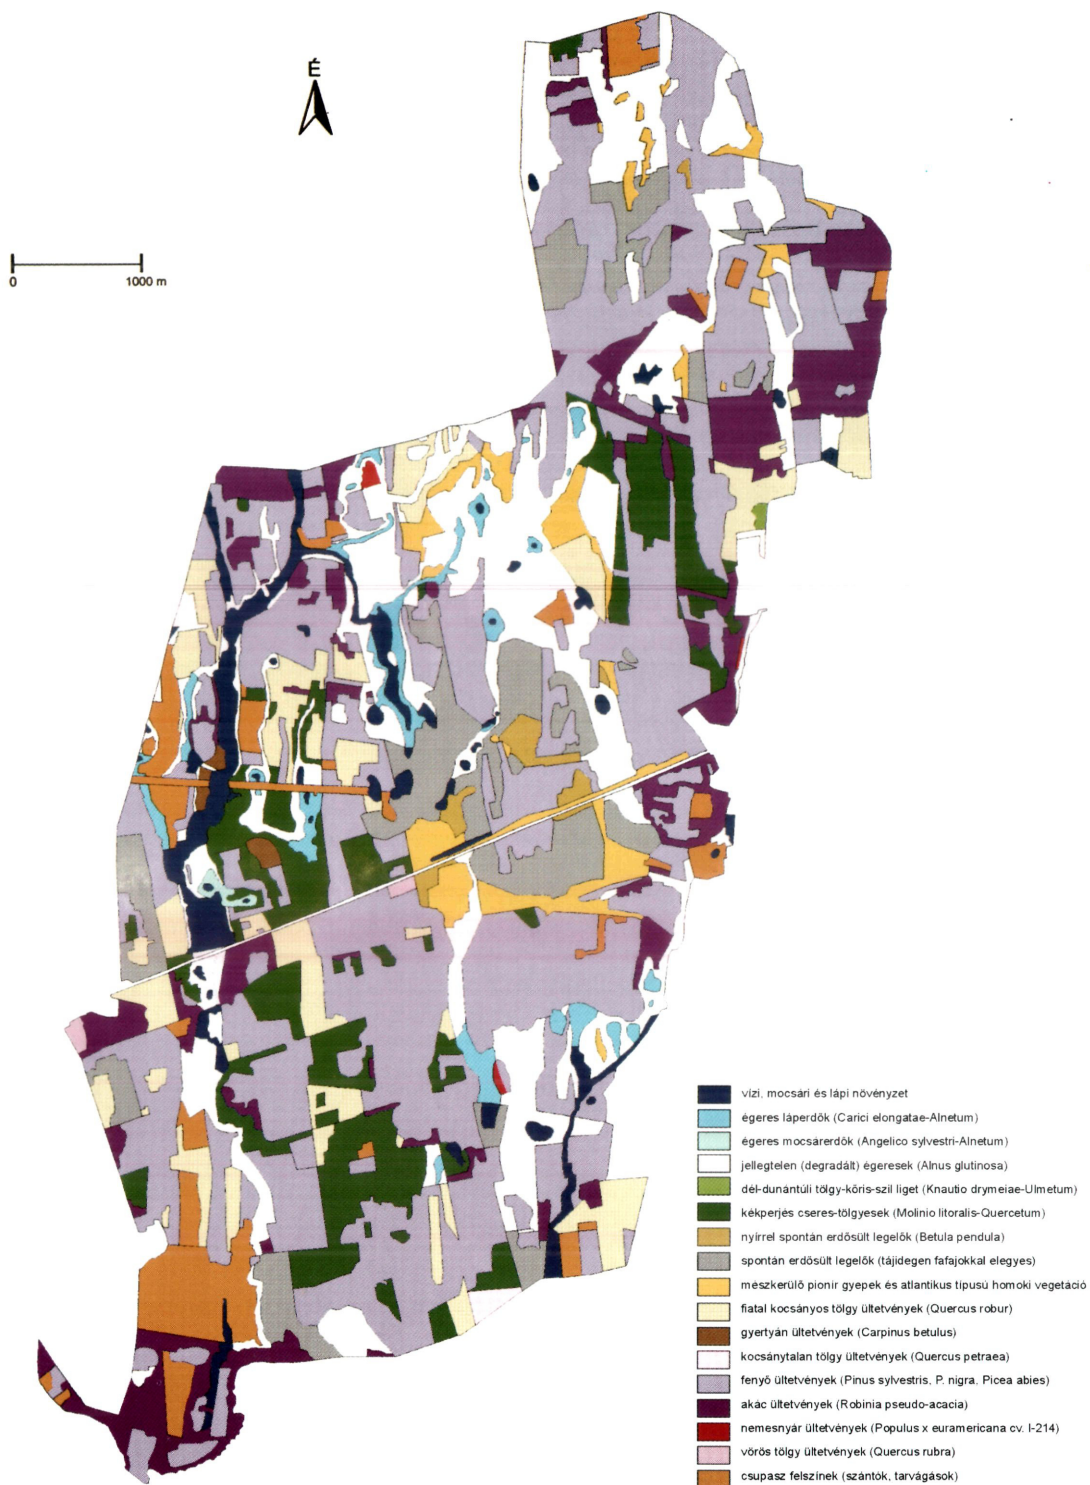 É
0 1000 m
vízi, mocsári és lápi növényzet
égeres láperdők (Carici elongatae-Alnetum)
égeres mocsárerdők (Angelico sylvestri-Alnetum)
jellegtelen (degradált) égeresek (Alnus glutinosa)
dél-dunántúli tölgy-kőris-szil liget (Knautio drymeiae-Ulmetum)
kékperjés cseres-tölgyesek (Molinio litoralis-Quercetum)
nyírrel spontán erdősült legelők (Betula pendula)
spontán erdősült legelők (tájidegen fafajokkal elegyes)
mészkerülő pionír gyepek és atlantikus típusú homoki vegetáció
fiatal kocsányos tölgy ültetvények (Quercus robur)
gyertyán ültetvények (Carpinus betulus)
kocsánytalan tölgy ültetvények (Quercus petraea)
fenyő ültetvények (Pinus sylvestris, P. nigra, Picea abies)
akác ültetvények (Robinia pseudo-acacia)
nemesnyár ültetvények (Populus x euramericana cv. I-214)
vörös tölgy ültetvények (Quercus rubra)
csupasz felszínek (szántók, tarvágások)